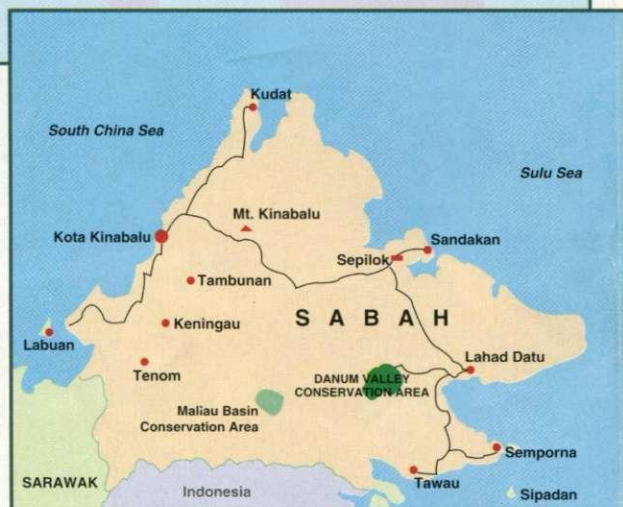 Kudat
South China Sea
Sulu Sea
Mt. Kinabalu
Kota Kinabalu
Sandakan
Sepilok
Tambunan
SABAH
Keningau
Labuan
Lahad Datu
Tenom
DANUM VALLEY
CONSERVATION AREA
Maliau Basin
Conservation Area
Semporna
SARAWAK
Tawau
Indonesia
Sipadan